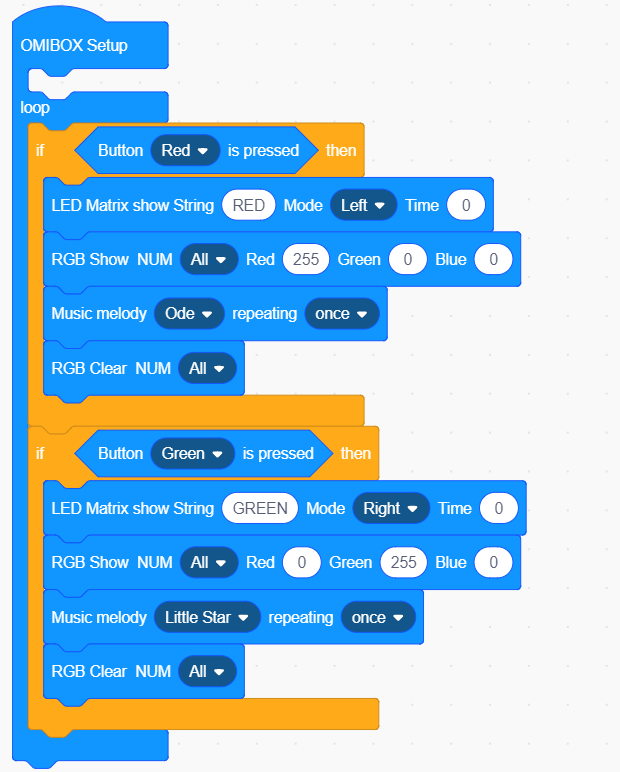 OMIBOX Setup
loop
if Button Red is pressed then
LED Matrix show String RED Mode Left Time 0
RGB Show NUM All Red 255 Green 0 Blue 0
Music melody Ode repeating once
RGB Clear NUM All
if Button Green is pressed then
LED Matrix show String GREEN Mode Right Time 0
RGB Show NUM All Red 0 Green 255 Blue 0
Music melody Little Star repeating once
RGB Clear NUM All